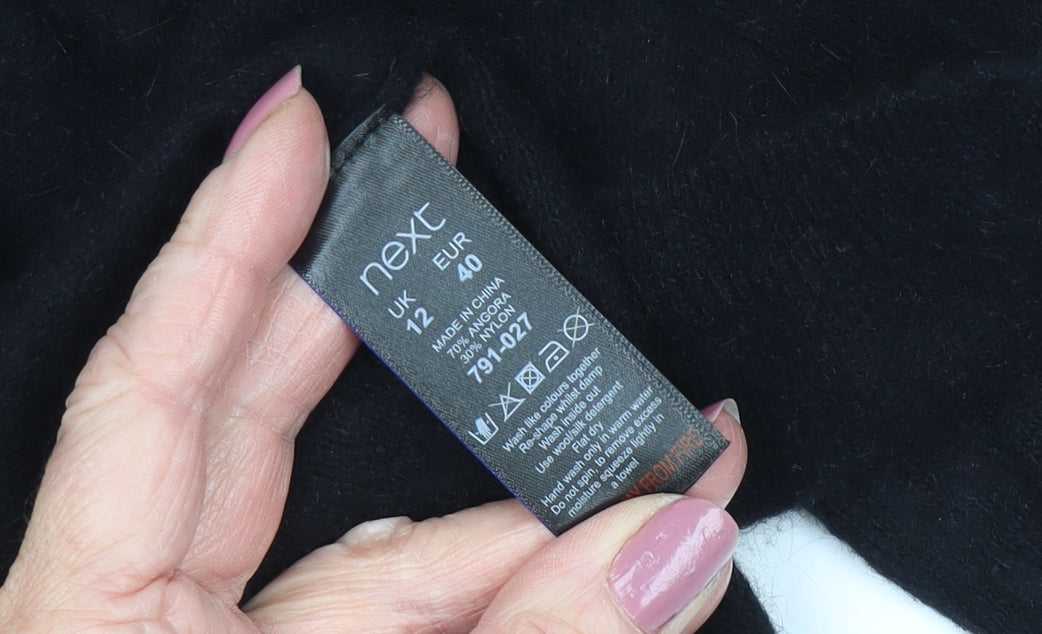 next
UK EUR
12 40
MADE IN CHINA
70% ANGORA
30% NYLON
791-027
Wash like colours together
Re-shape whilst damp
Wash inside out
Use wool/silk detergent
Flat dry
Hand wash only in warm water
Do not spin, to remove excess
moisture squeeze lightly in
a towel
FROM FIRE